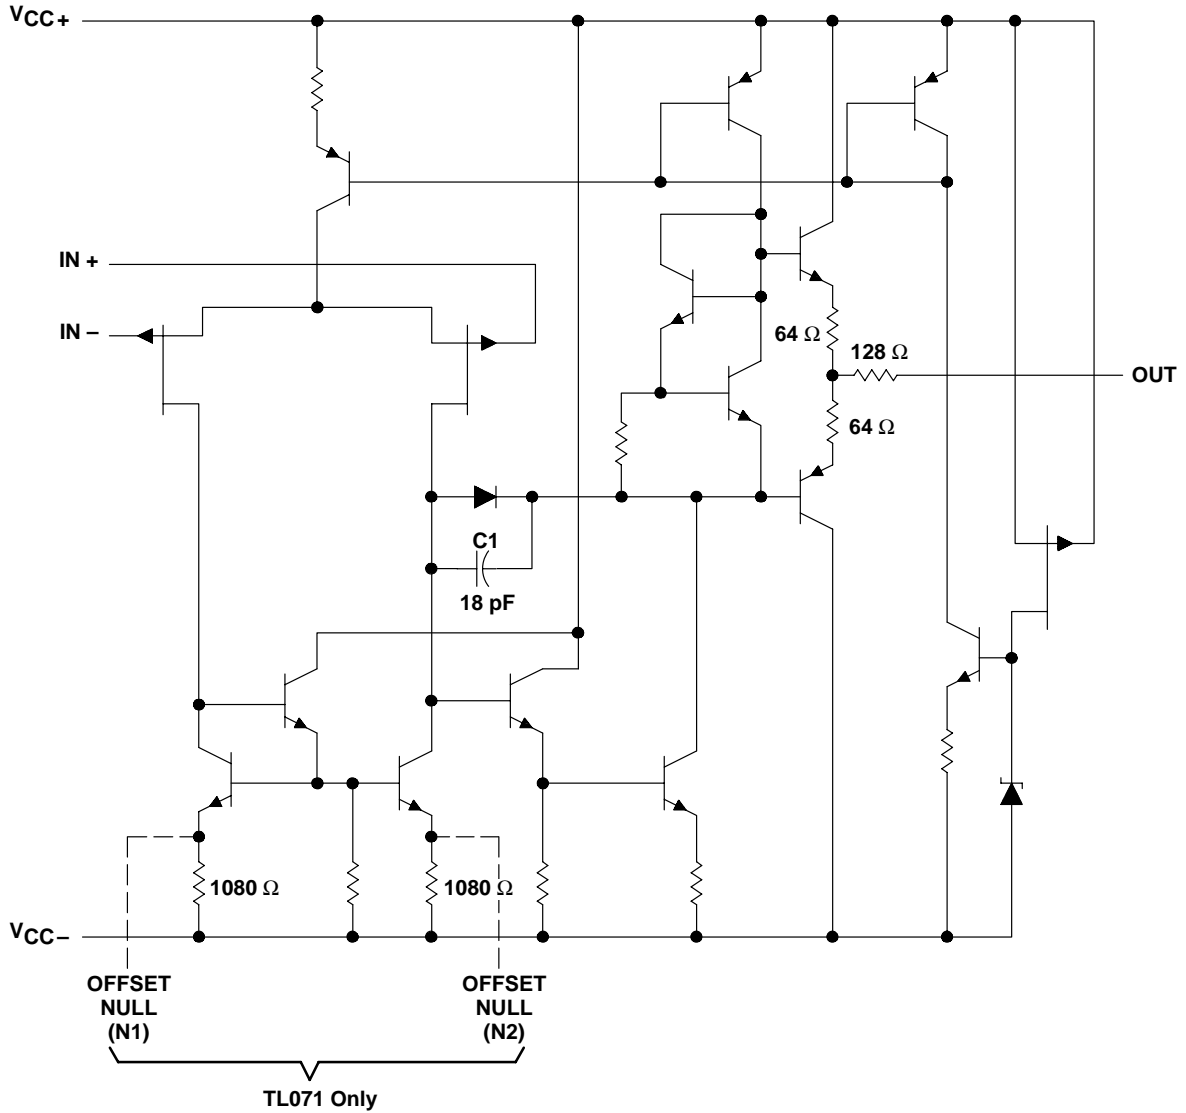 VCC+
IN +
IN –
64 Ω
128 Ω
OUT
64 Ω
C1
18 pF
1080 Ω
1080 Ω
VCC–
OFFSET
NULL
(N1)
OFFSET
NULL
(N2)
TL071 Only